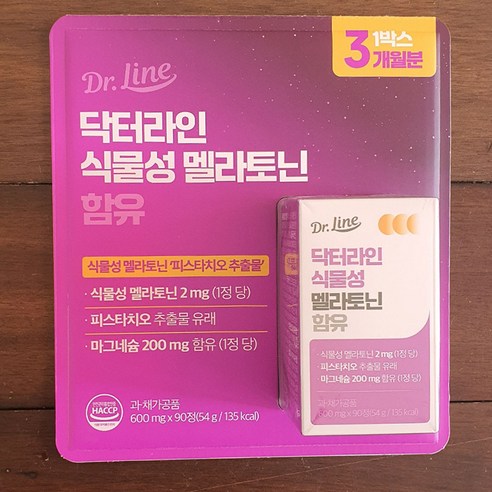 1박스
3개월분
Dr. Line
닥터라인
식물성 멜라토닌
함유
식물성 멜라토닌 '피스타치오 추출물'
· 식물성 멜라토닌 2 mg (1정 당)
· 피스타치오 추출물 유래
· 마그네슘 200 mg 함유 (1정 당)
HACCP
과·채가공품
600 mg x 90정(54 g / 135 kcal)
Dr. Line
닥터라인
식물성
멜라토닌
함유
· 식물성 멜라토닌 2 mg (1정 당)
· 피스타치오 추출물 유래
· 마그네슘 200 mg 함유 (1정 당)
과·채가공품
600 mg x 90정(54 g / 135 kcal)